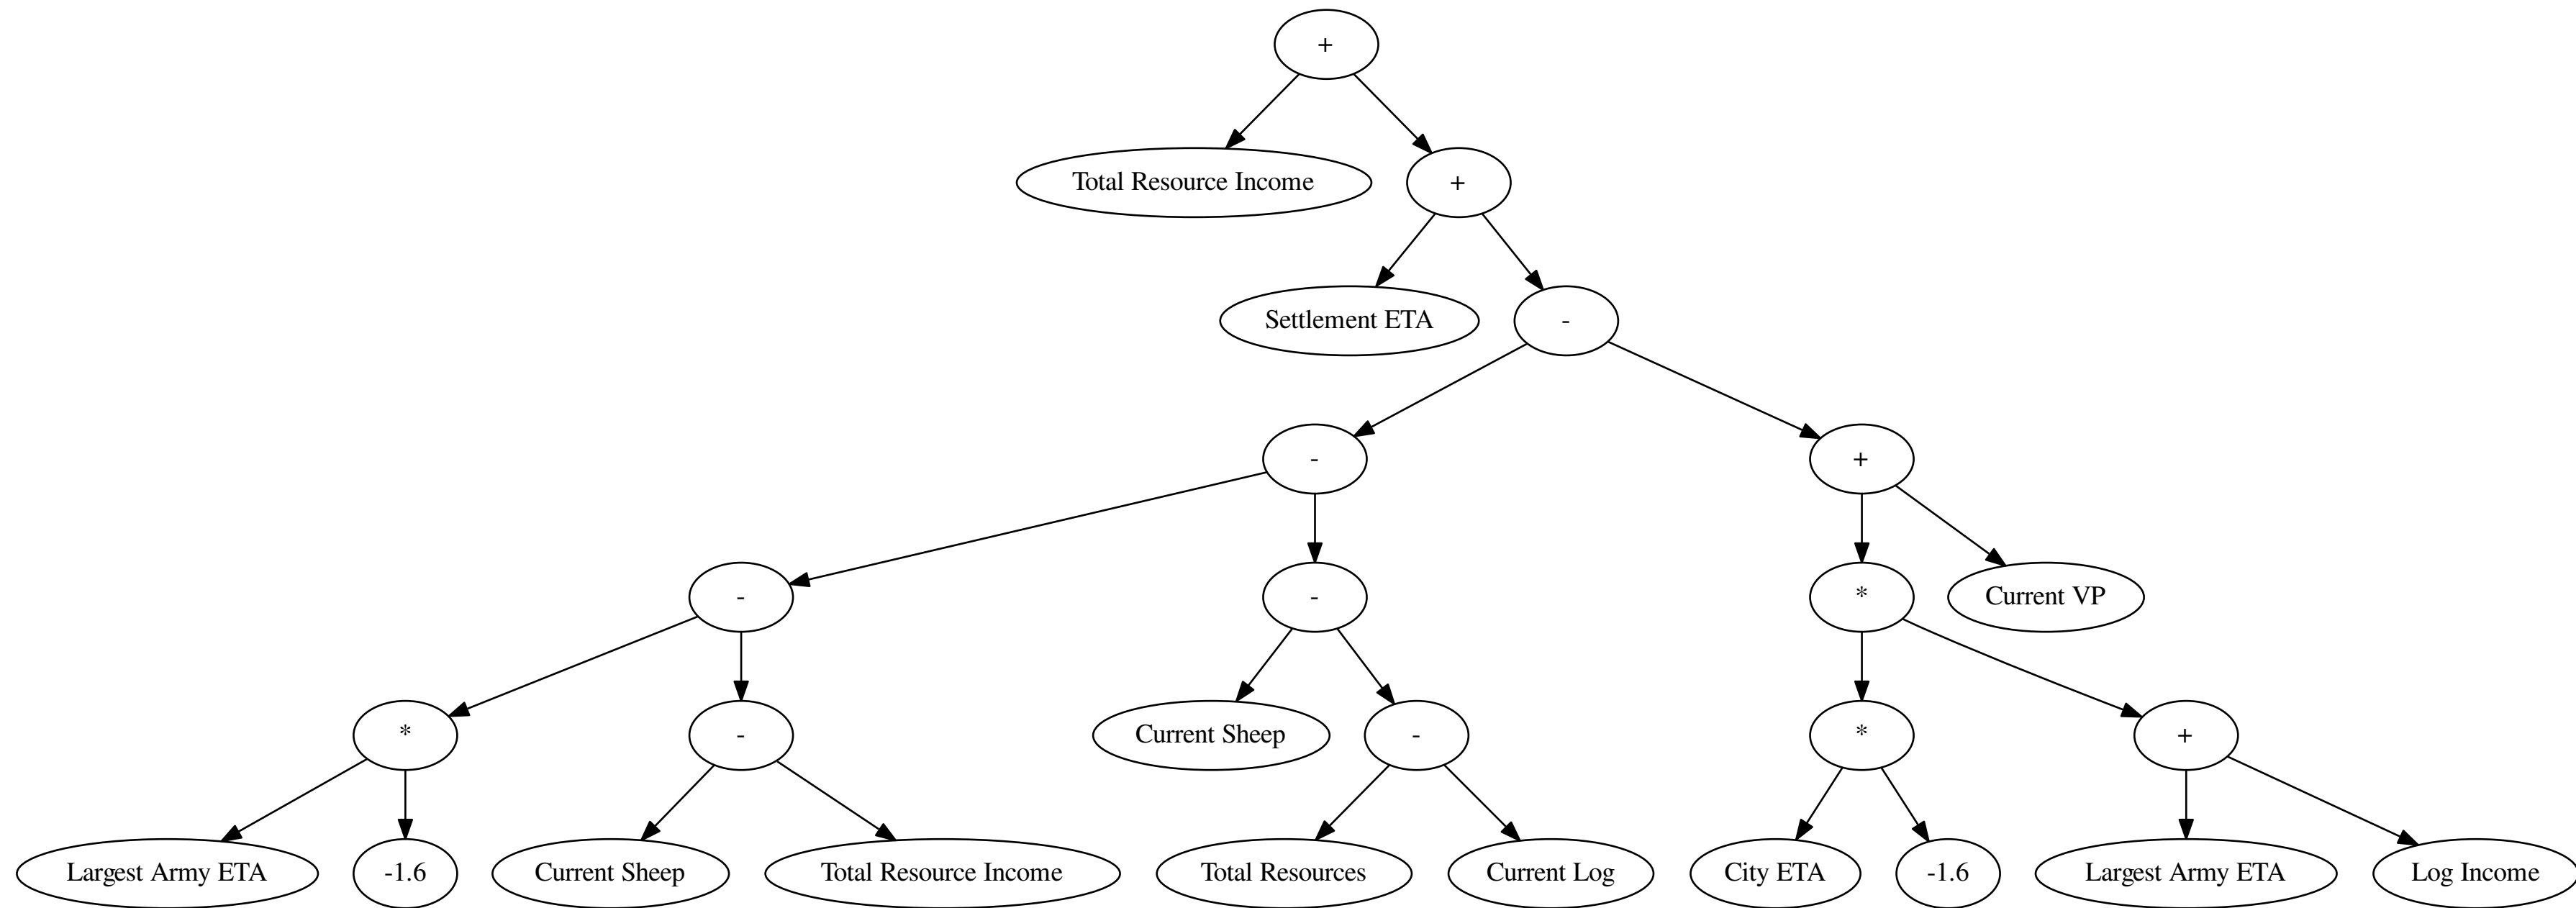 +
Total Resource Income
+
Settlement ETA
-
-
+
-
-
*
Current VP
*
-
Current Sheep
-
*
+
Largest Army ETA
-1.6
Current Sheep
Total Resource Income
Total Resources
Current Log
City ETA
-1.6
Largest Army ETA
Log Income